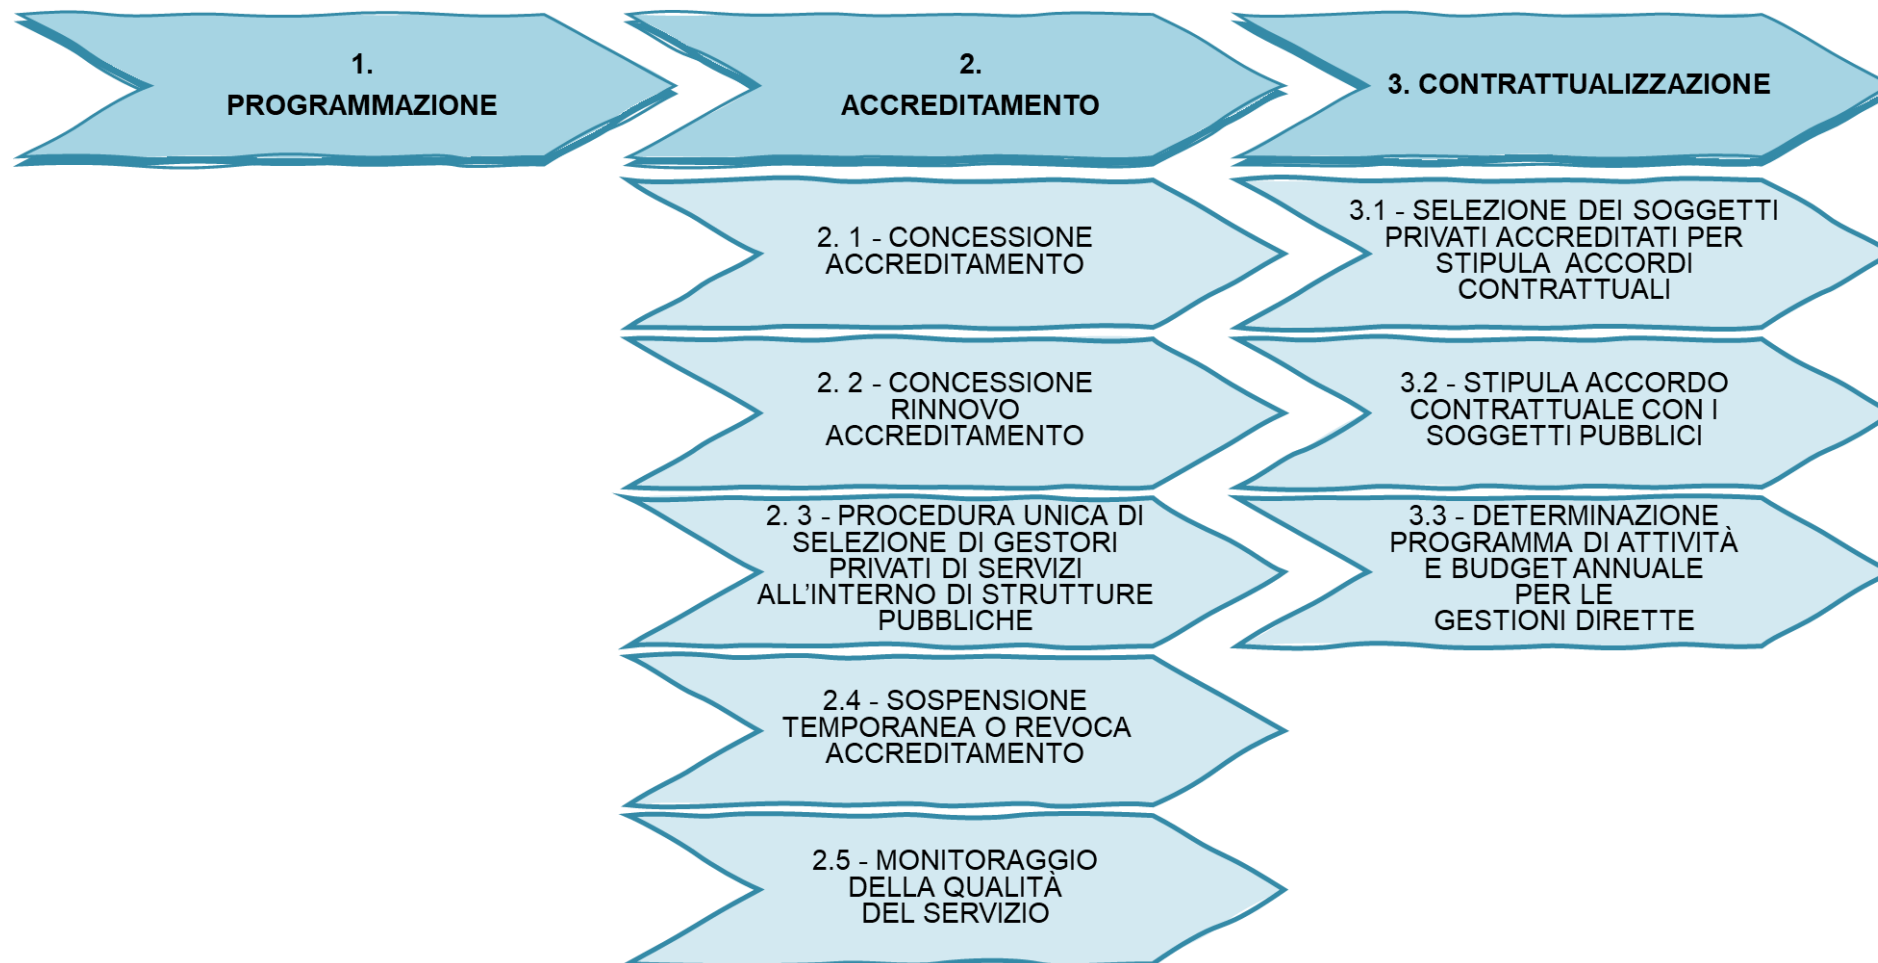 1.
PROGRAMMAZIONE
2.
ACCREDITAMENTO
3. CONTRATTUALIZZAZIONE
2. 1 - CONCESSIONE
ACCREDITAMENTO
2. 2 - CONCESSIONE
RINNOVO
ACCREDITAMENTO
2. 3 - PROCEDURA UNICA DI
SELEZIONE DI GESTORI
PRIVATI DI SERVIZI
ALL’INTERNO DI STRUTTURE
PUBBLICHE
2.4 - SOSPENSIONE
TEMPORANEA O REVOCA
ACCREDITAMENTO
2.5 - MONITORAGGIO
DELLA QUALITÀ
DEL SERVIZIO
3.1 - SELEZIONE DEI SOGGETTI
PRIVATI ACCREDITATI PER
STIPULA ACCORDI
CONTRATTUALI
3.2 - STIPULA ACCORDO
CONTRATTUALE CON I
SOGGETTI PUBBLICI
3.3 - DETERMINAZIONE
PROGRAMMA DI ATTIVITÀ
E BUDGET ANNUALE
PER LE
GESTIONI DIRETTE